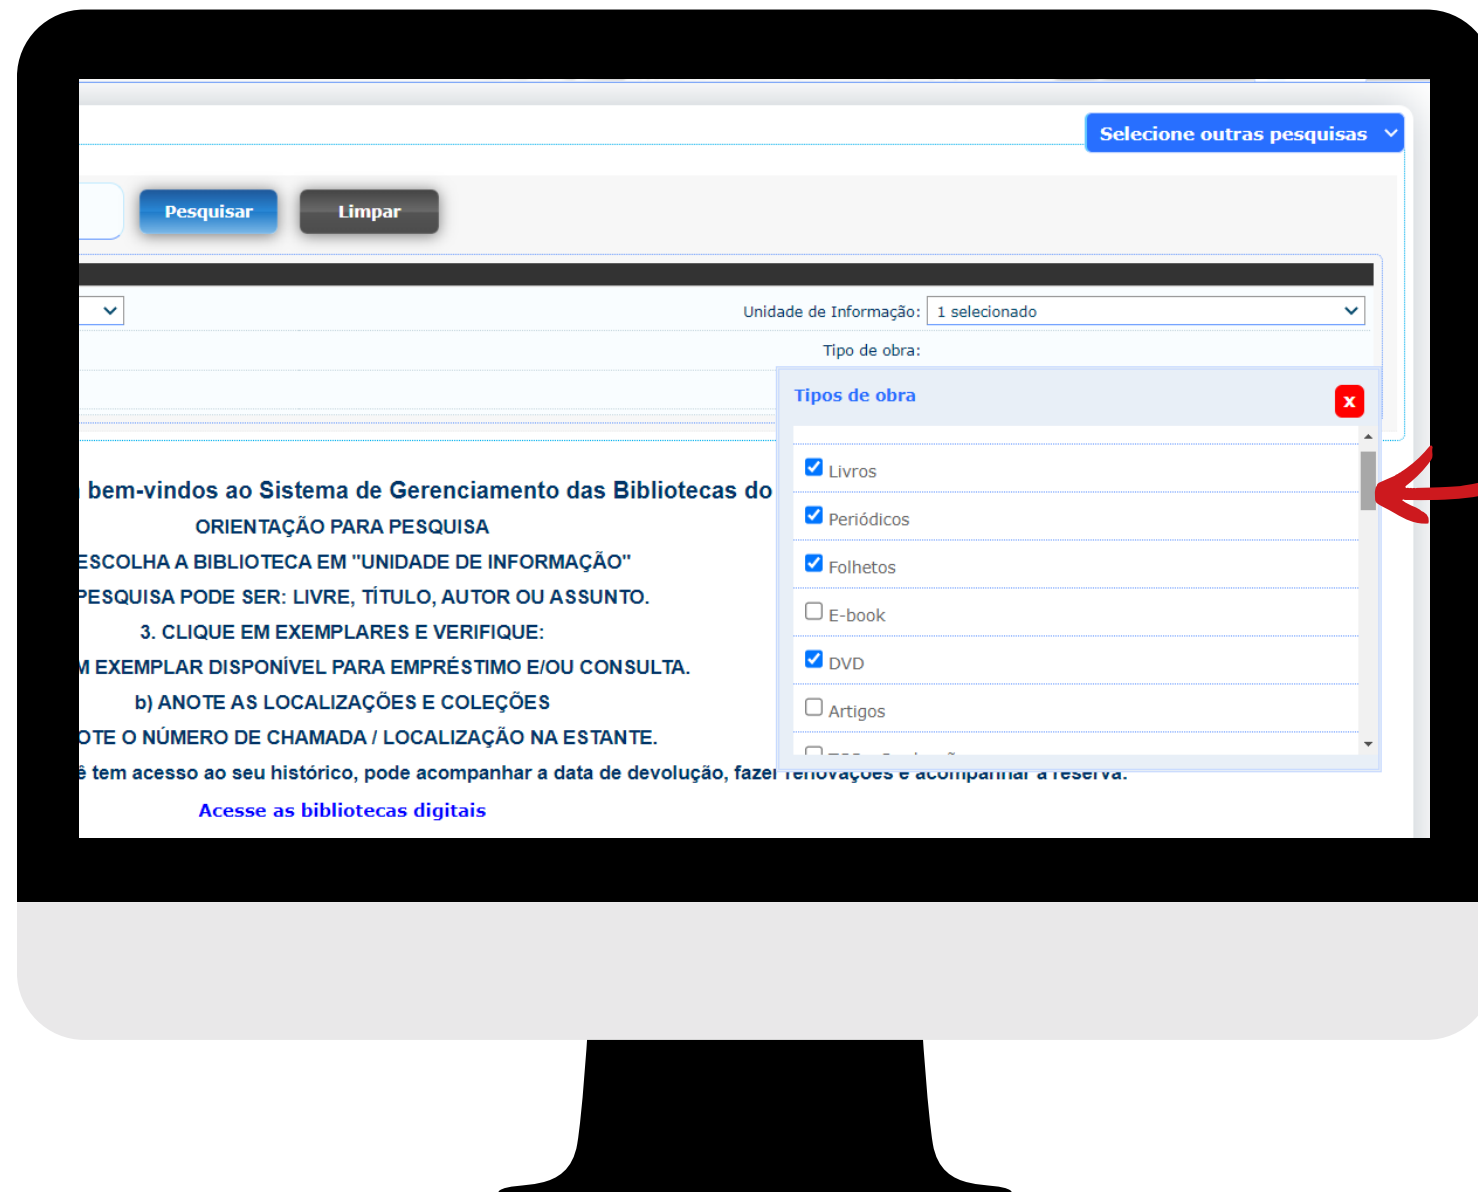 Selecione outras pesquisas
Pesquisar
Limpar
Unidade de Informação: 1 selecionado
Tipo de obra:
Tipos de obra
x
Livros
Periódicos
Folhetos
E-book
DVD
Artigos
bem-vindos ao Sistema de Gerenciamento das Bibliotecas do
ORIENTAÇÃO PARA PESQUISA
ESCOLHA A BIBLIOTECA EM "UNIDADE DE INFORMAÇÃO"
PESQUISA PODE SER: LIVRE, TÍTULO, AUTOR OU ASSUNTO.
3. CLIQUE EM EXEMPLARES E VERIFIQUE:
M EXEMPLAR DISPONÍVEL PARA EMPRÉSTIMO E/OU CONSULTA.
b) ANOTE AS LOCALIZAÇÕES E COLEÇÕES
OTE O NÚMERO DE CHAMADA / LOCALIZAÇÃO NA ESTANTE.
ê tem acesso ao seu histórico, pode acompanhar a data de devolução, fazer renovações e acompanhar a reserva.
Acesse as bibliotecas digitais